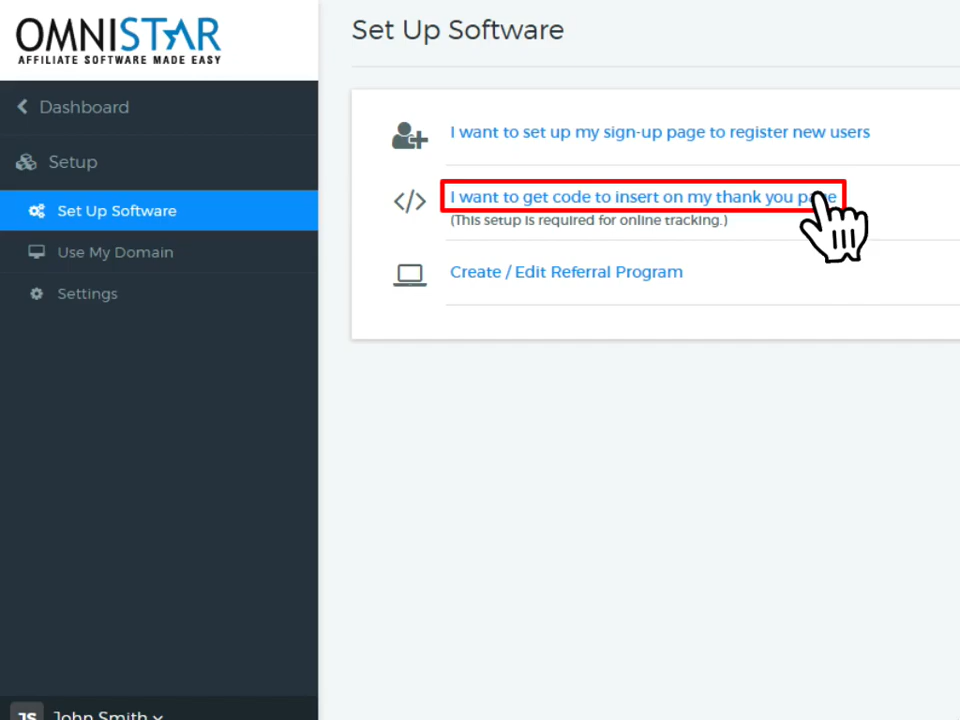 OMNISTAR
AFFILIATE SOFTWARE MADE EASY
Dashboard
Setup
Set Up Software
Use My Domain
Settings
JS
John Smith
Set Up Software
I want to set up my sign-up page to register new users
I want to get code to insert on my thank you page
(This setup is required for online tracking.)
Create / Edit Referral Program